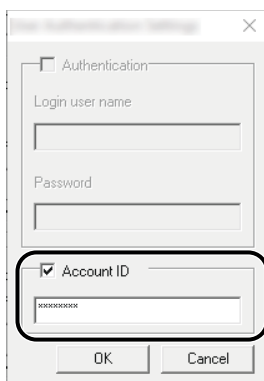 Authentication
Login user name
Password
Account ID
xxxxxxxx
OK
Cancel